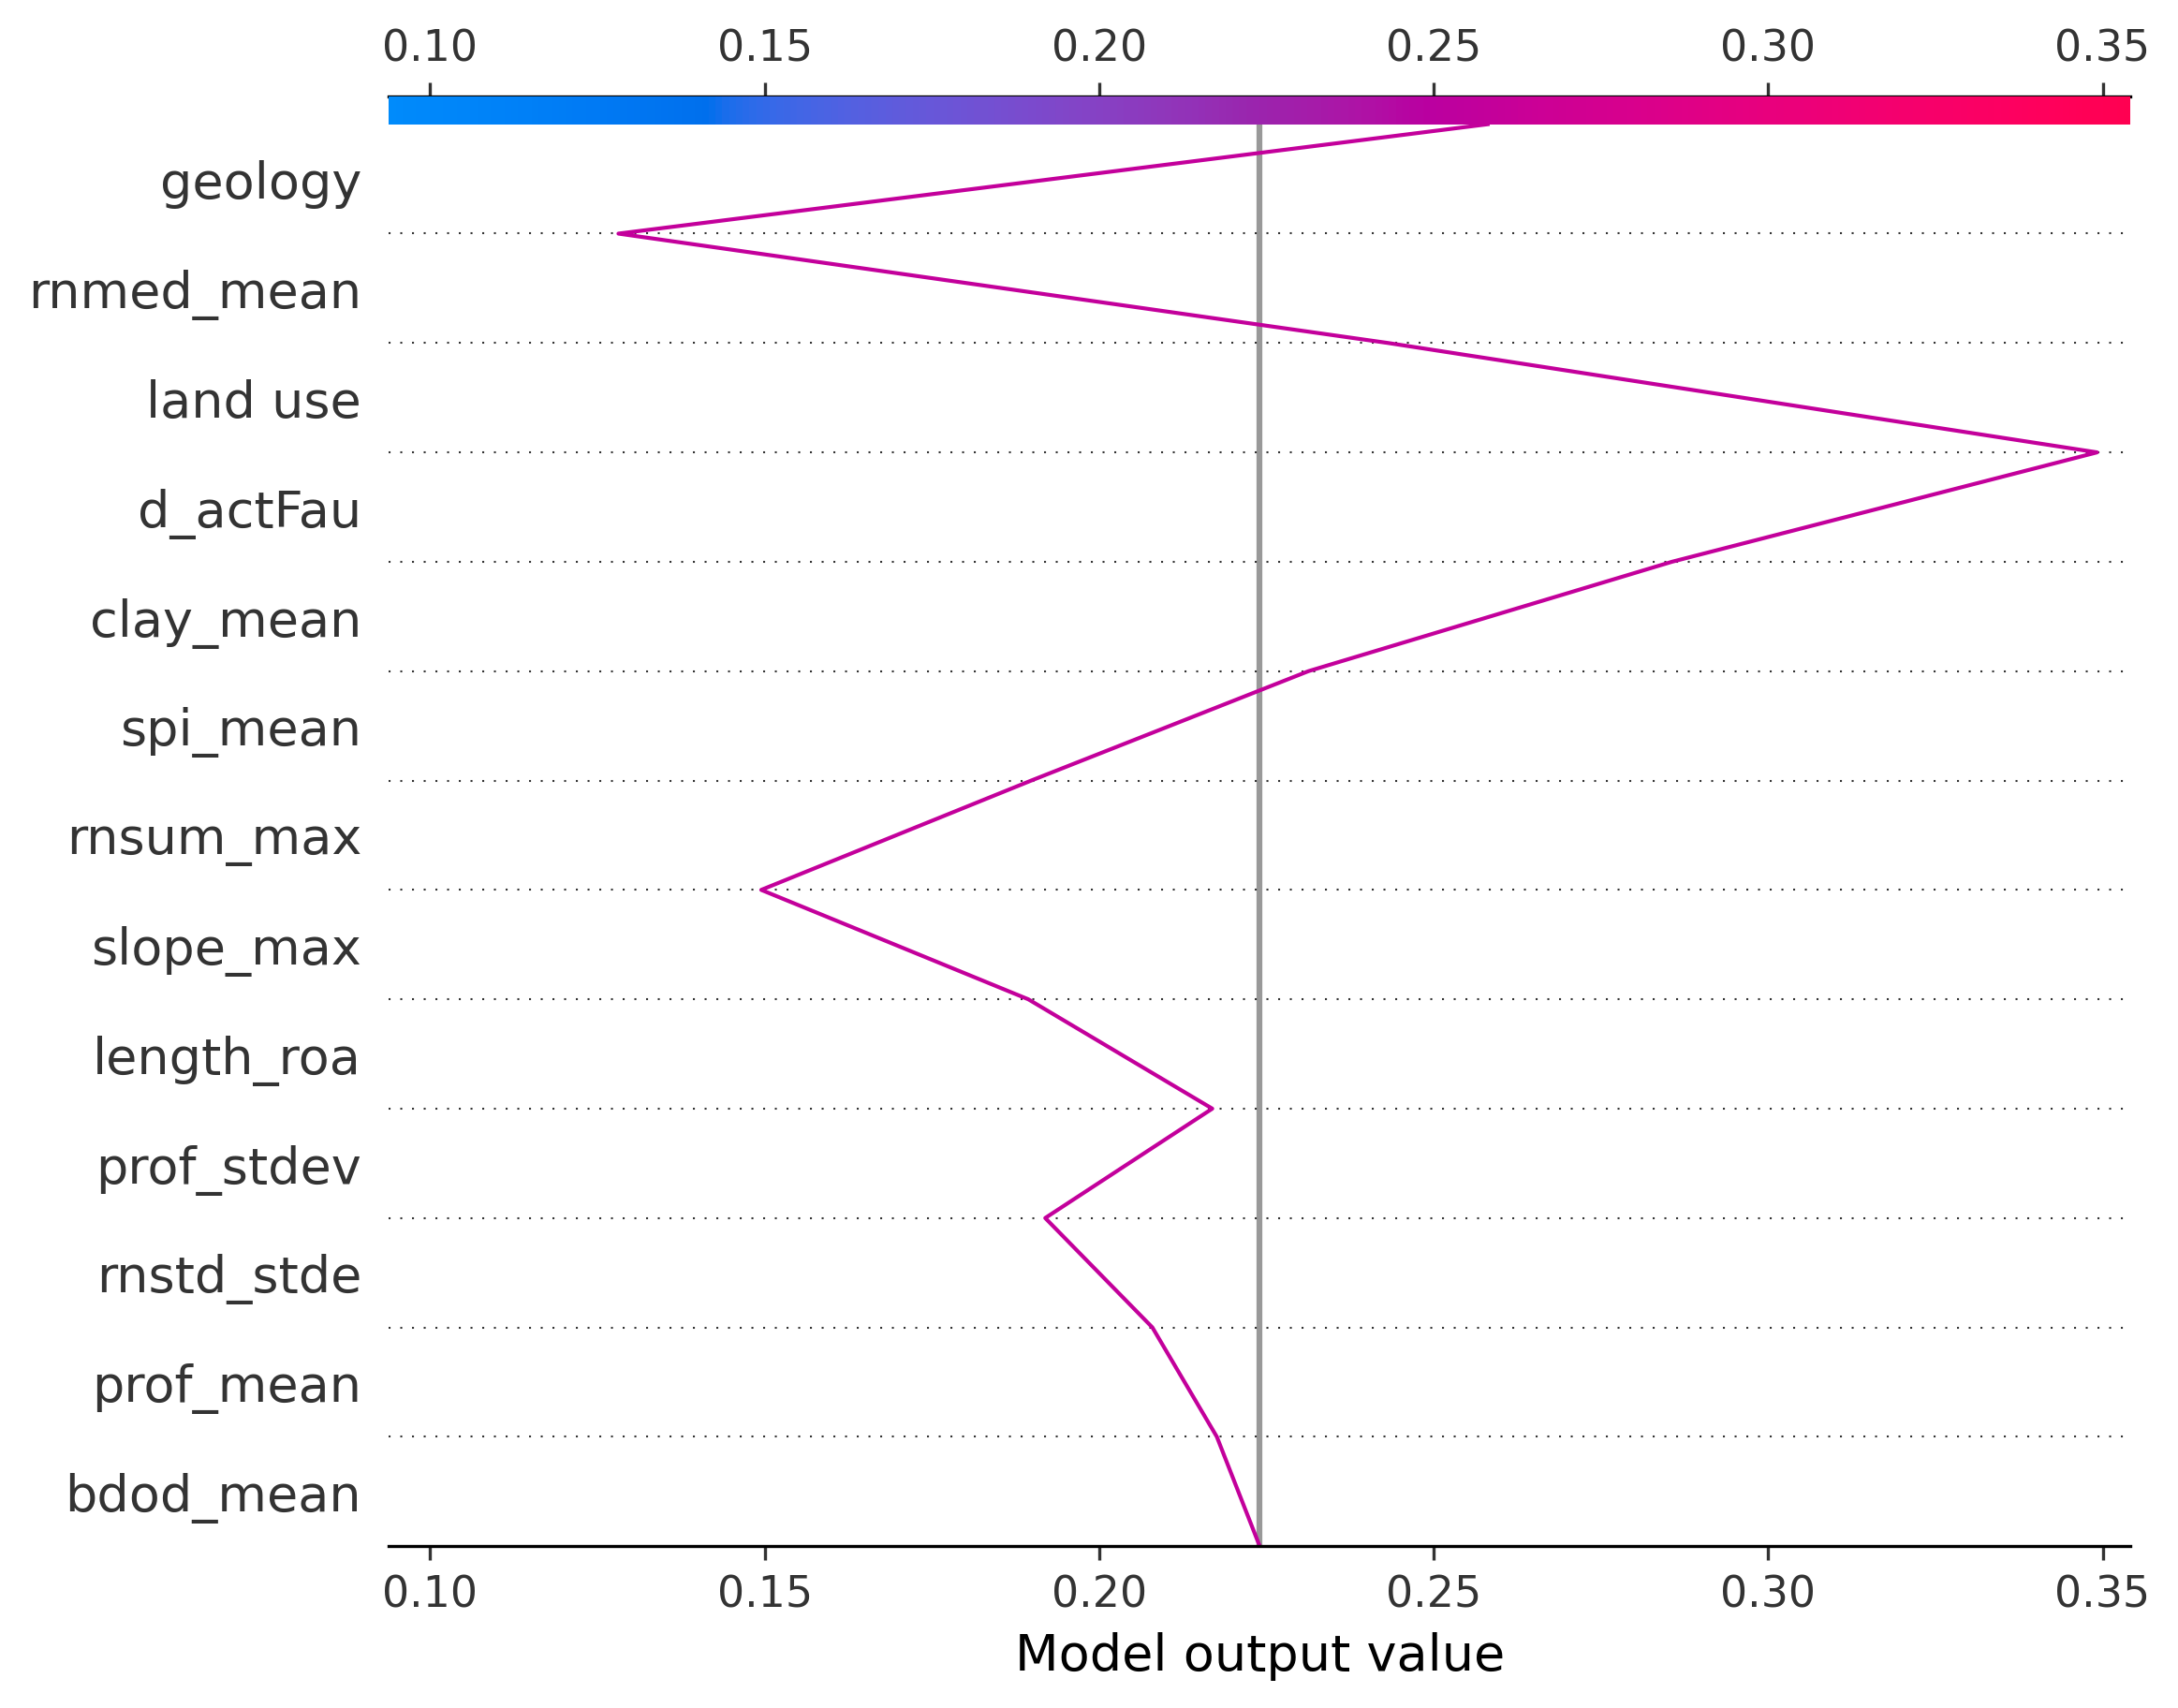 0.10 0.15 0.20 0.25 0.30 0.35
geology
rnmed_mean
land use
d_actFau
clay_mean
spi_mean
rnsum_max
slope_max
length_roa
prof_stdev
rnstd_stde
prof_mean
bdod_mean
0.10 0.15 0.20 0.25 0.30 0.35
Model output value